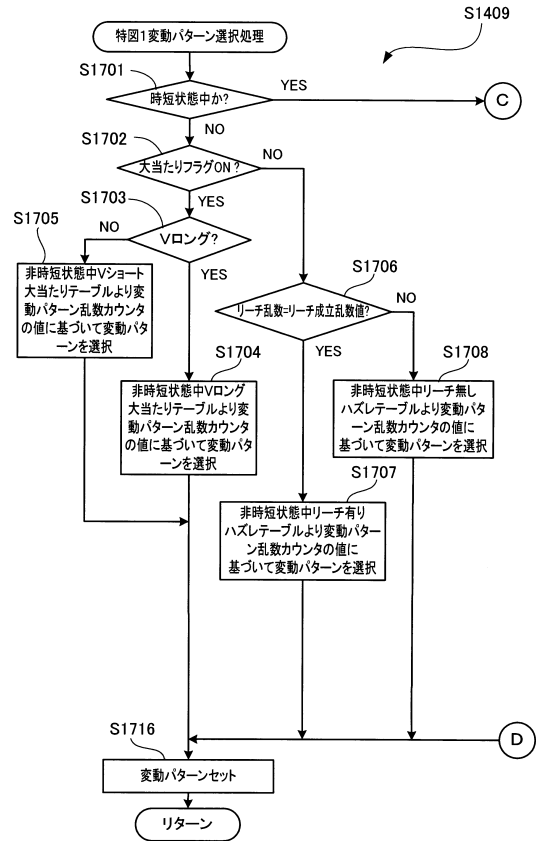 S1409
特図1変動パターン選択処理
S1701
時短状態中か?
YES
C
NO
S1702
大当たりフラグON?
NO
YES
S1703
Vロング?
NO
YES
S1705
非時短状態中Vショート
大当たりテーブルより変
動パターン乱数カウンタ
の値に基づいて変動パタ
ーンを選択
S1706
リーチ乱数=リーチ成立乱数値?
NO
YES
S1704
非時短状態中Vロング
大当たりテーブルより変
動パターン乱数カウンタ
の値に基づいて変動パタ
ーンを選択
S1708
非時短状態中リーチ無し
ハズレテーブルより変動パタ
ーン乱数カウンタの値に
基づいて変動パターンを選択
S1707
非時短状態中リーチ有り
ハズレテーブルより変動パター
ン乱数カウンタの値に
基づいて変動パターンを選択
D
S1716
変動パターンセット
リターン